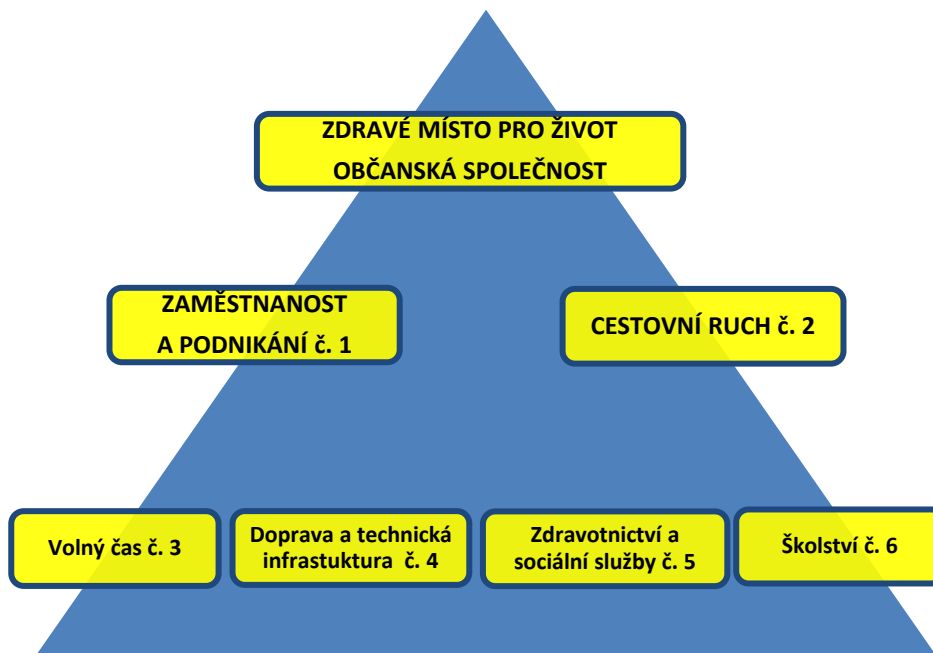 ZDRAVÉ MÍSTO PRO ŽIVOT
OBČANSKÁ SPOLEČNOST
ZAMĚSTNANOST
A PODNIKÁNÍ č. 1
CESTOVNÍ RUCH č. 2
Volný čas č. 3
Doprava a technická
infrastuktura č. 4
Zdravotnictví a
sociální služby č. 5
Školství č. 6